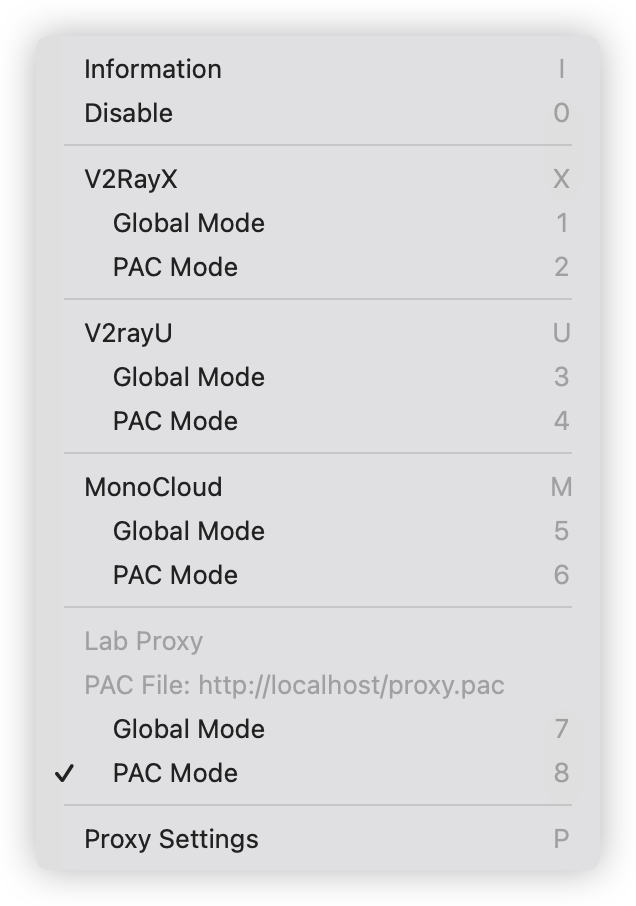 Information I
Disable 0
V2RayX X
Global Mode 1
PAC Mode 2
V2rayU U
Global Mode 3
PAC Mode 4
MonoCloud M
Global Mode 5
PAC Mode 6
Lab Proxy
PAC File: http://localhost/proxy.pac
Global Mode 7
PAC Mode 8
Proxy Settings P